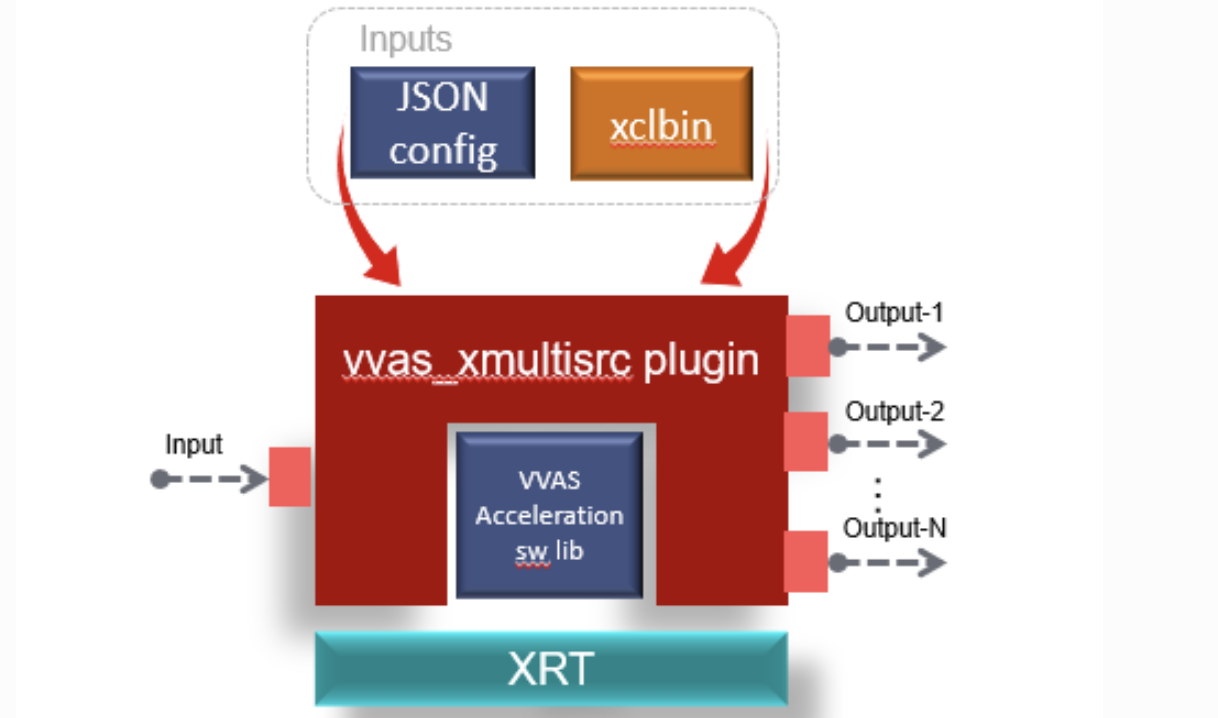 Inputs
JSON
config
xclbin
vvas_xmultisrc plugin
Output-1
Output-2
Output-N
Input
VVAS
Acceleration
sw lib
XRT